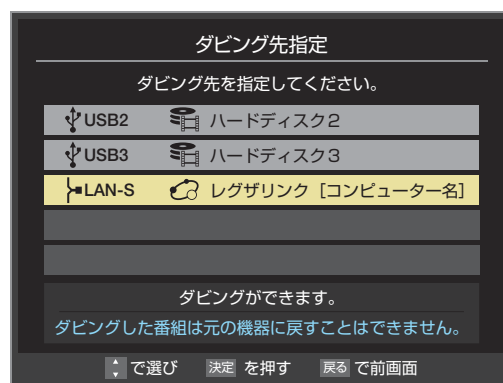 ダビング先指定
ダビング先を指定してください。
USB2 ハードディスク2
USB3 ハードディスク3
LAN-S レグザリンク［コンピューター名］
ダビングができます。
ダビングした番組は元の機器に戻すことはできません。
で選び 決定 を押す 戻る で前画面